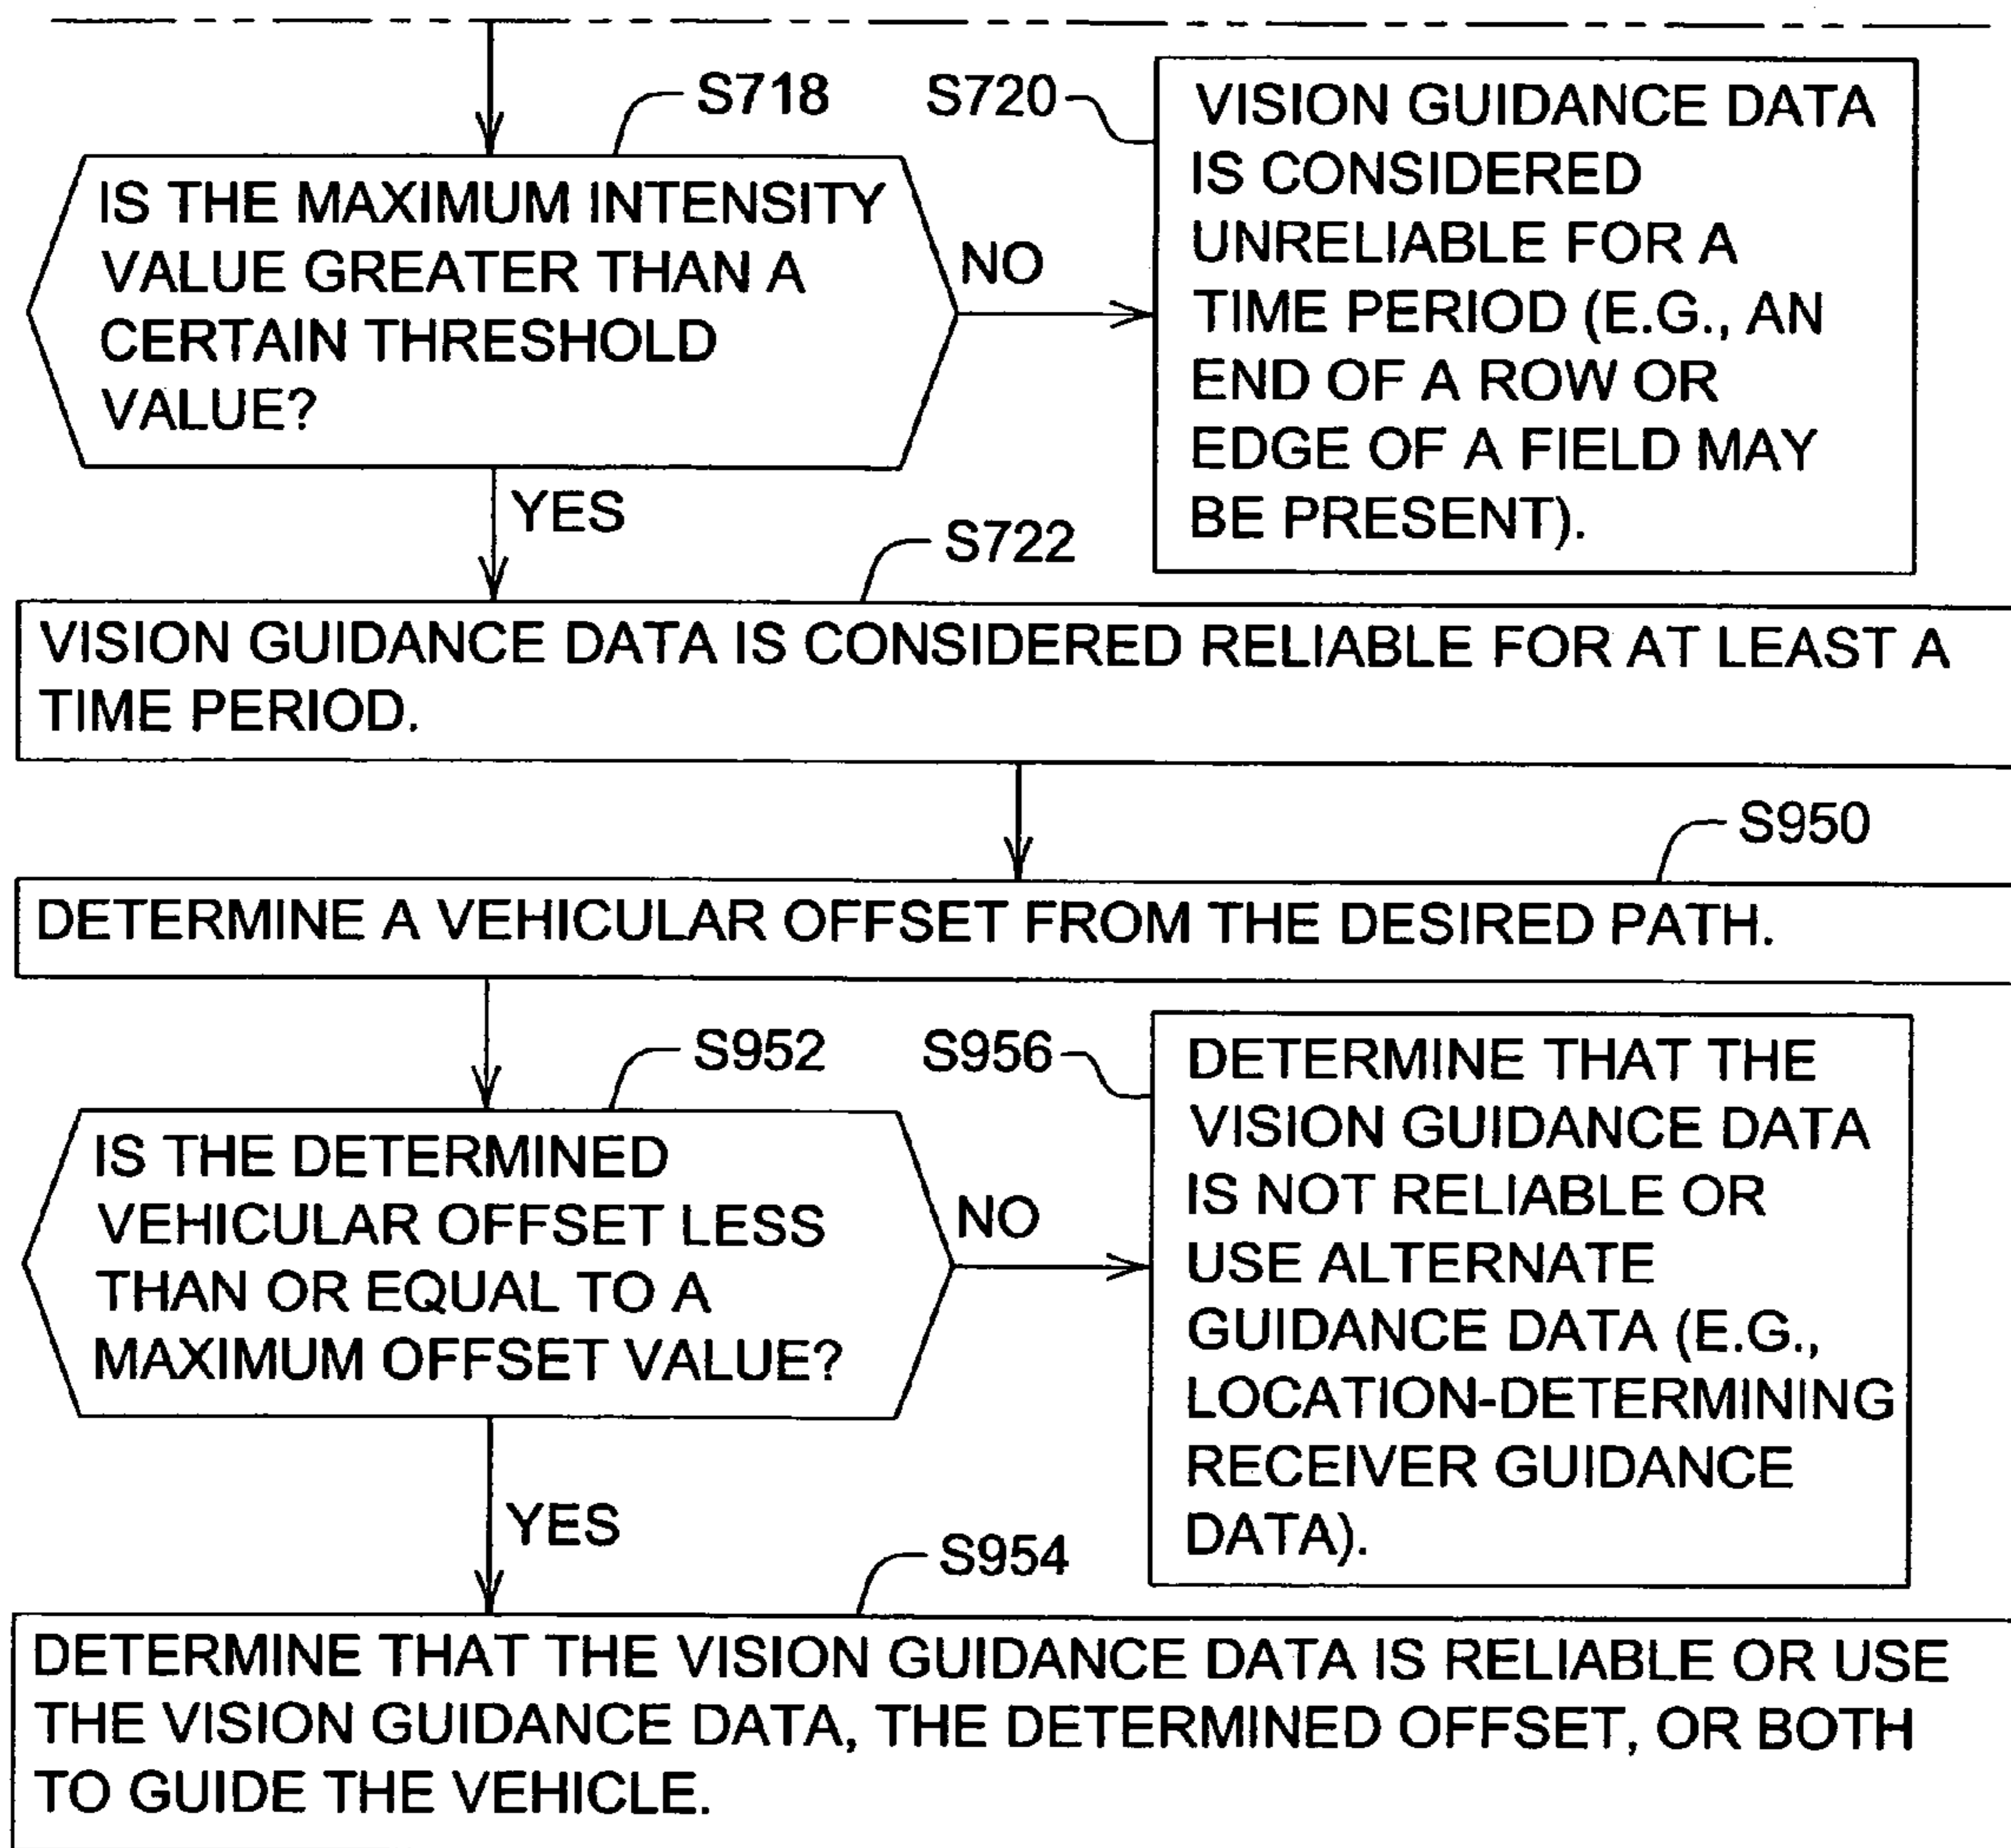 S718
IS THE MAXIMUM INTENSITY
VALUE GREATER THAN A
CERTAIN THRESHOLD
VALUE?
NO
S720
VISION GUIDANCE DATA
IS CONSIDERED
UNRELIABLE FOR A
TIME PERIOD (E.G., AN
END OF A ROW OR
EDGE OF A FIELD MAY
BE PRESENT).
YES
S722
VISION GUIDANCE DATA IS CONSIDERED RELIABLE FOR AT LEAST A
TIME PERIOD.
S950
DETERMINE A VEHICULAR OFFSET FROM THE DESIRED PATH.
S952
IS THE DETERMINED
VEHICULAR OFFSET LESS
THAN OR EQUAL TO A
MAXIMUM OFFSET VALUE?
NO
S956
DETERMINE THAT THE
VISION GUIDANCE DATA
IS NOT RELIABLE OR
USE ALTERNATE
GUIDANCE DATA (E.G.,
LOCATION-DETERMINING
RECEIVER GUIDANCE
DATA).
YES
S954
DETERMINE THAT THE VISION GUIDANCE DATA IS RELIABLE OR USE
THE VISION GUIDANCE DATA, THE DETERMINED OFFSET, OR BOTH
TO GUIDE THE VEHICLE.